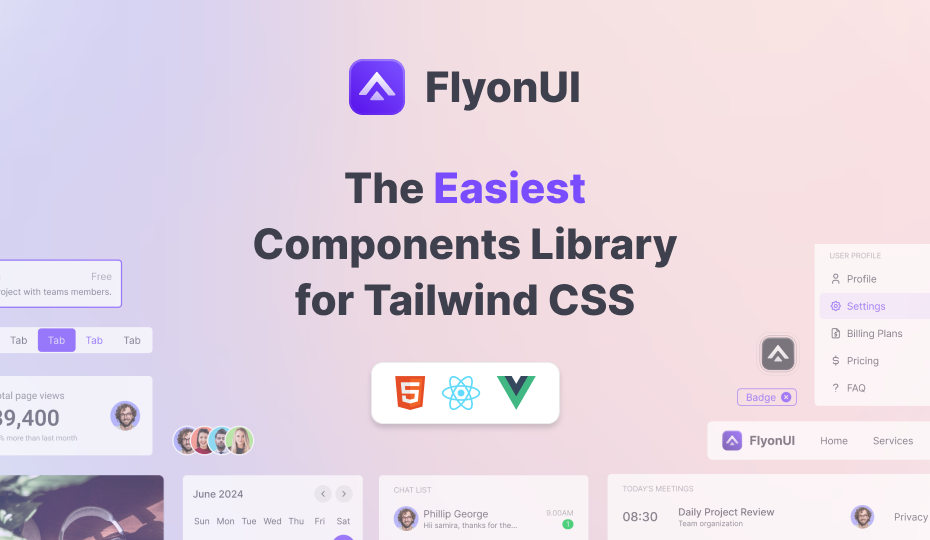 FlyonUI
The Easiest
Components Library
for Tailwind CSS
Free
with teams members.
Tab Tab Tab Tab
page views
39,400
more than last month
USER PROFILE
Profile
Settings
Billing Plans
Pricing
FAQ
Badge
FlyonUI Home Services
June 2024
Sun Mon Tue Wed Thu Fri Sat
CHAT LIST
Phillip George 9.00AM
Hii samira, thanks for the... 1
TODAY'S MEETINGS
08:30 Daily Project Review Privacy
Team organization